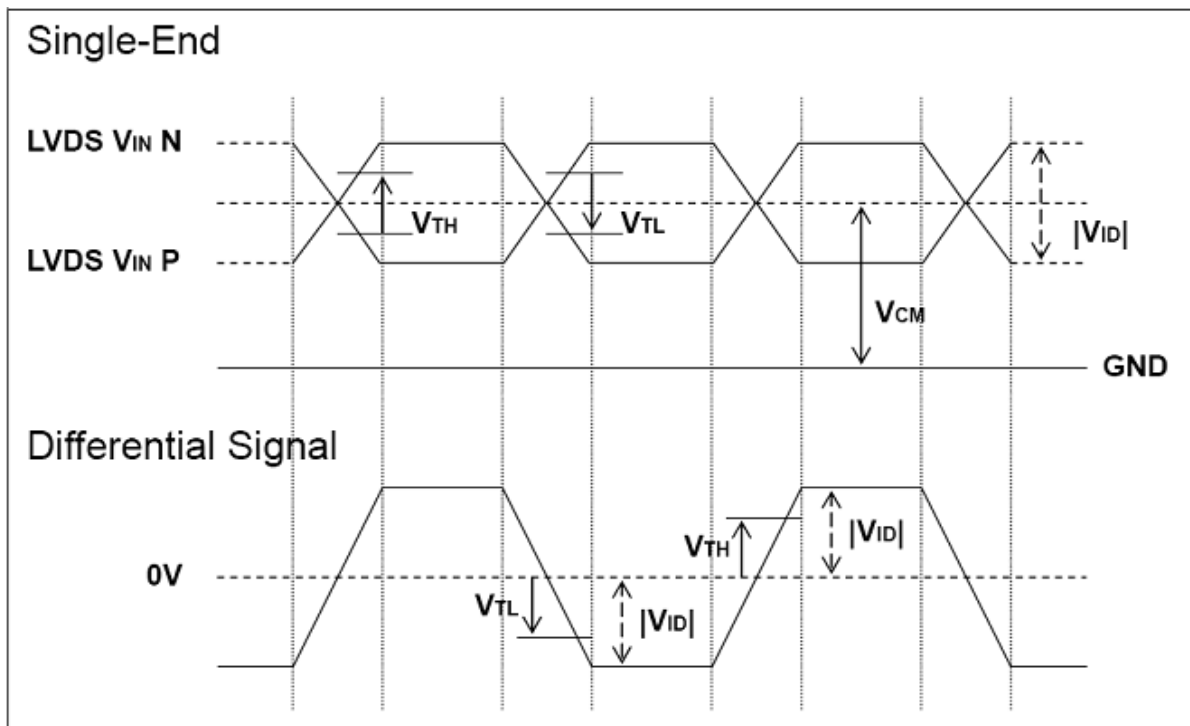 Single-End
LVDS VIN N
VTH
VTL
|VID|
LVDS VIN P
VCM
GND
Differential Signal
VTH
|VID|
0V
VTL
|VID|